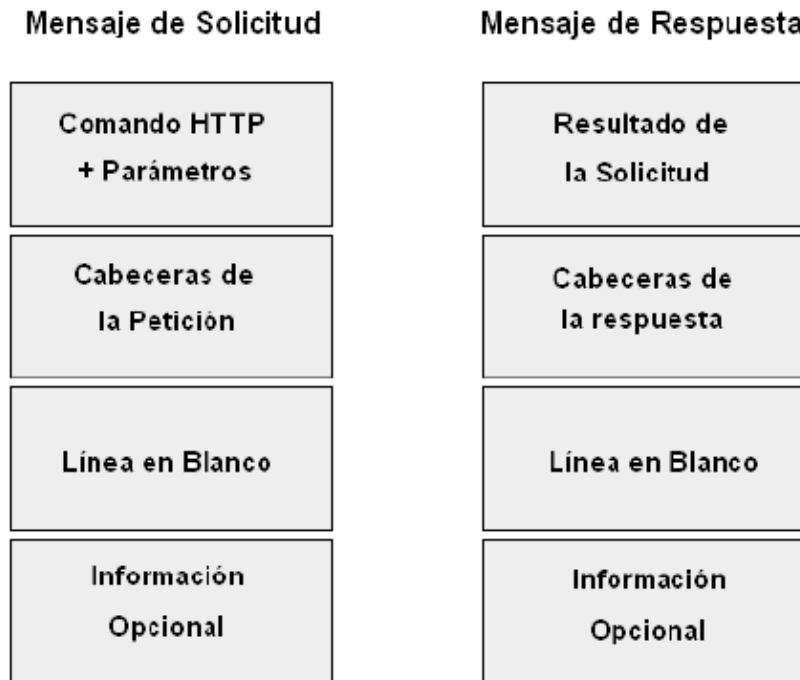 Mensaje de Solicitud
Mensaje de Respuesta
Comando HTTP
+ Parámetros
Resultado de
la Solicitud
Cabeceras de
la Petición
Cabeceras de
la respuesta
Línea en Blanco
Línea en Blanco
Información
Opcional
Información
Opcional